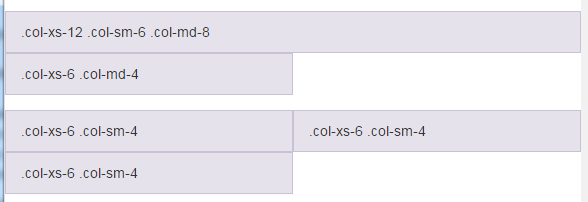 .col-xs-12 .col-sm-6 .col-md-8
.col-xs-6 .col-md-4
.col-xs-6 .col-sm-4 .col-xs-6 .col-sm-4
.col-xs-6 .col-sm-4